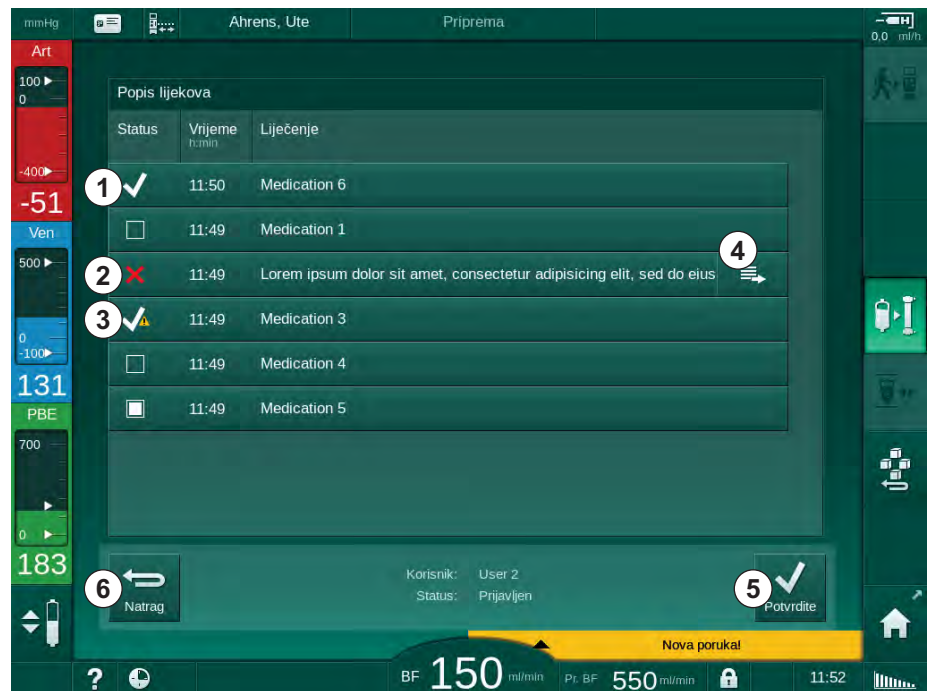 mmHg
Ahrens, Ute
Priprema
0,0 ml/h
Art
100
0
-400
-51
Ven
500
0
-100
131
PBE
700
0
183
Popis lijekova
Status Vrijeme Liječenje
h:min
1 11:50 Medication 6
11:49 Medication 1
4
2 11:49 Lorem ipsum dolor sit amet, consectetur adipisicing elit, sed do eius
3 11:49 Medication 3
11:49 Medication 4
11:49 Medication 5
6 Natrag
Korisnik: User 2
Status: Prijavljen
5 Potvrdite
Nova poruka!
? BF 150 ml/min Pr. BF 550 ml/min 11:52